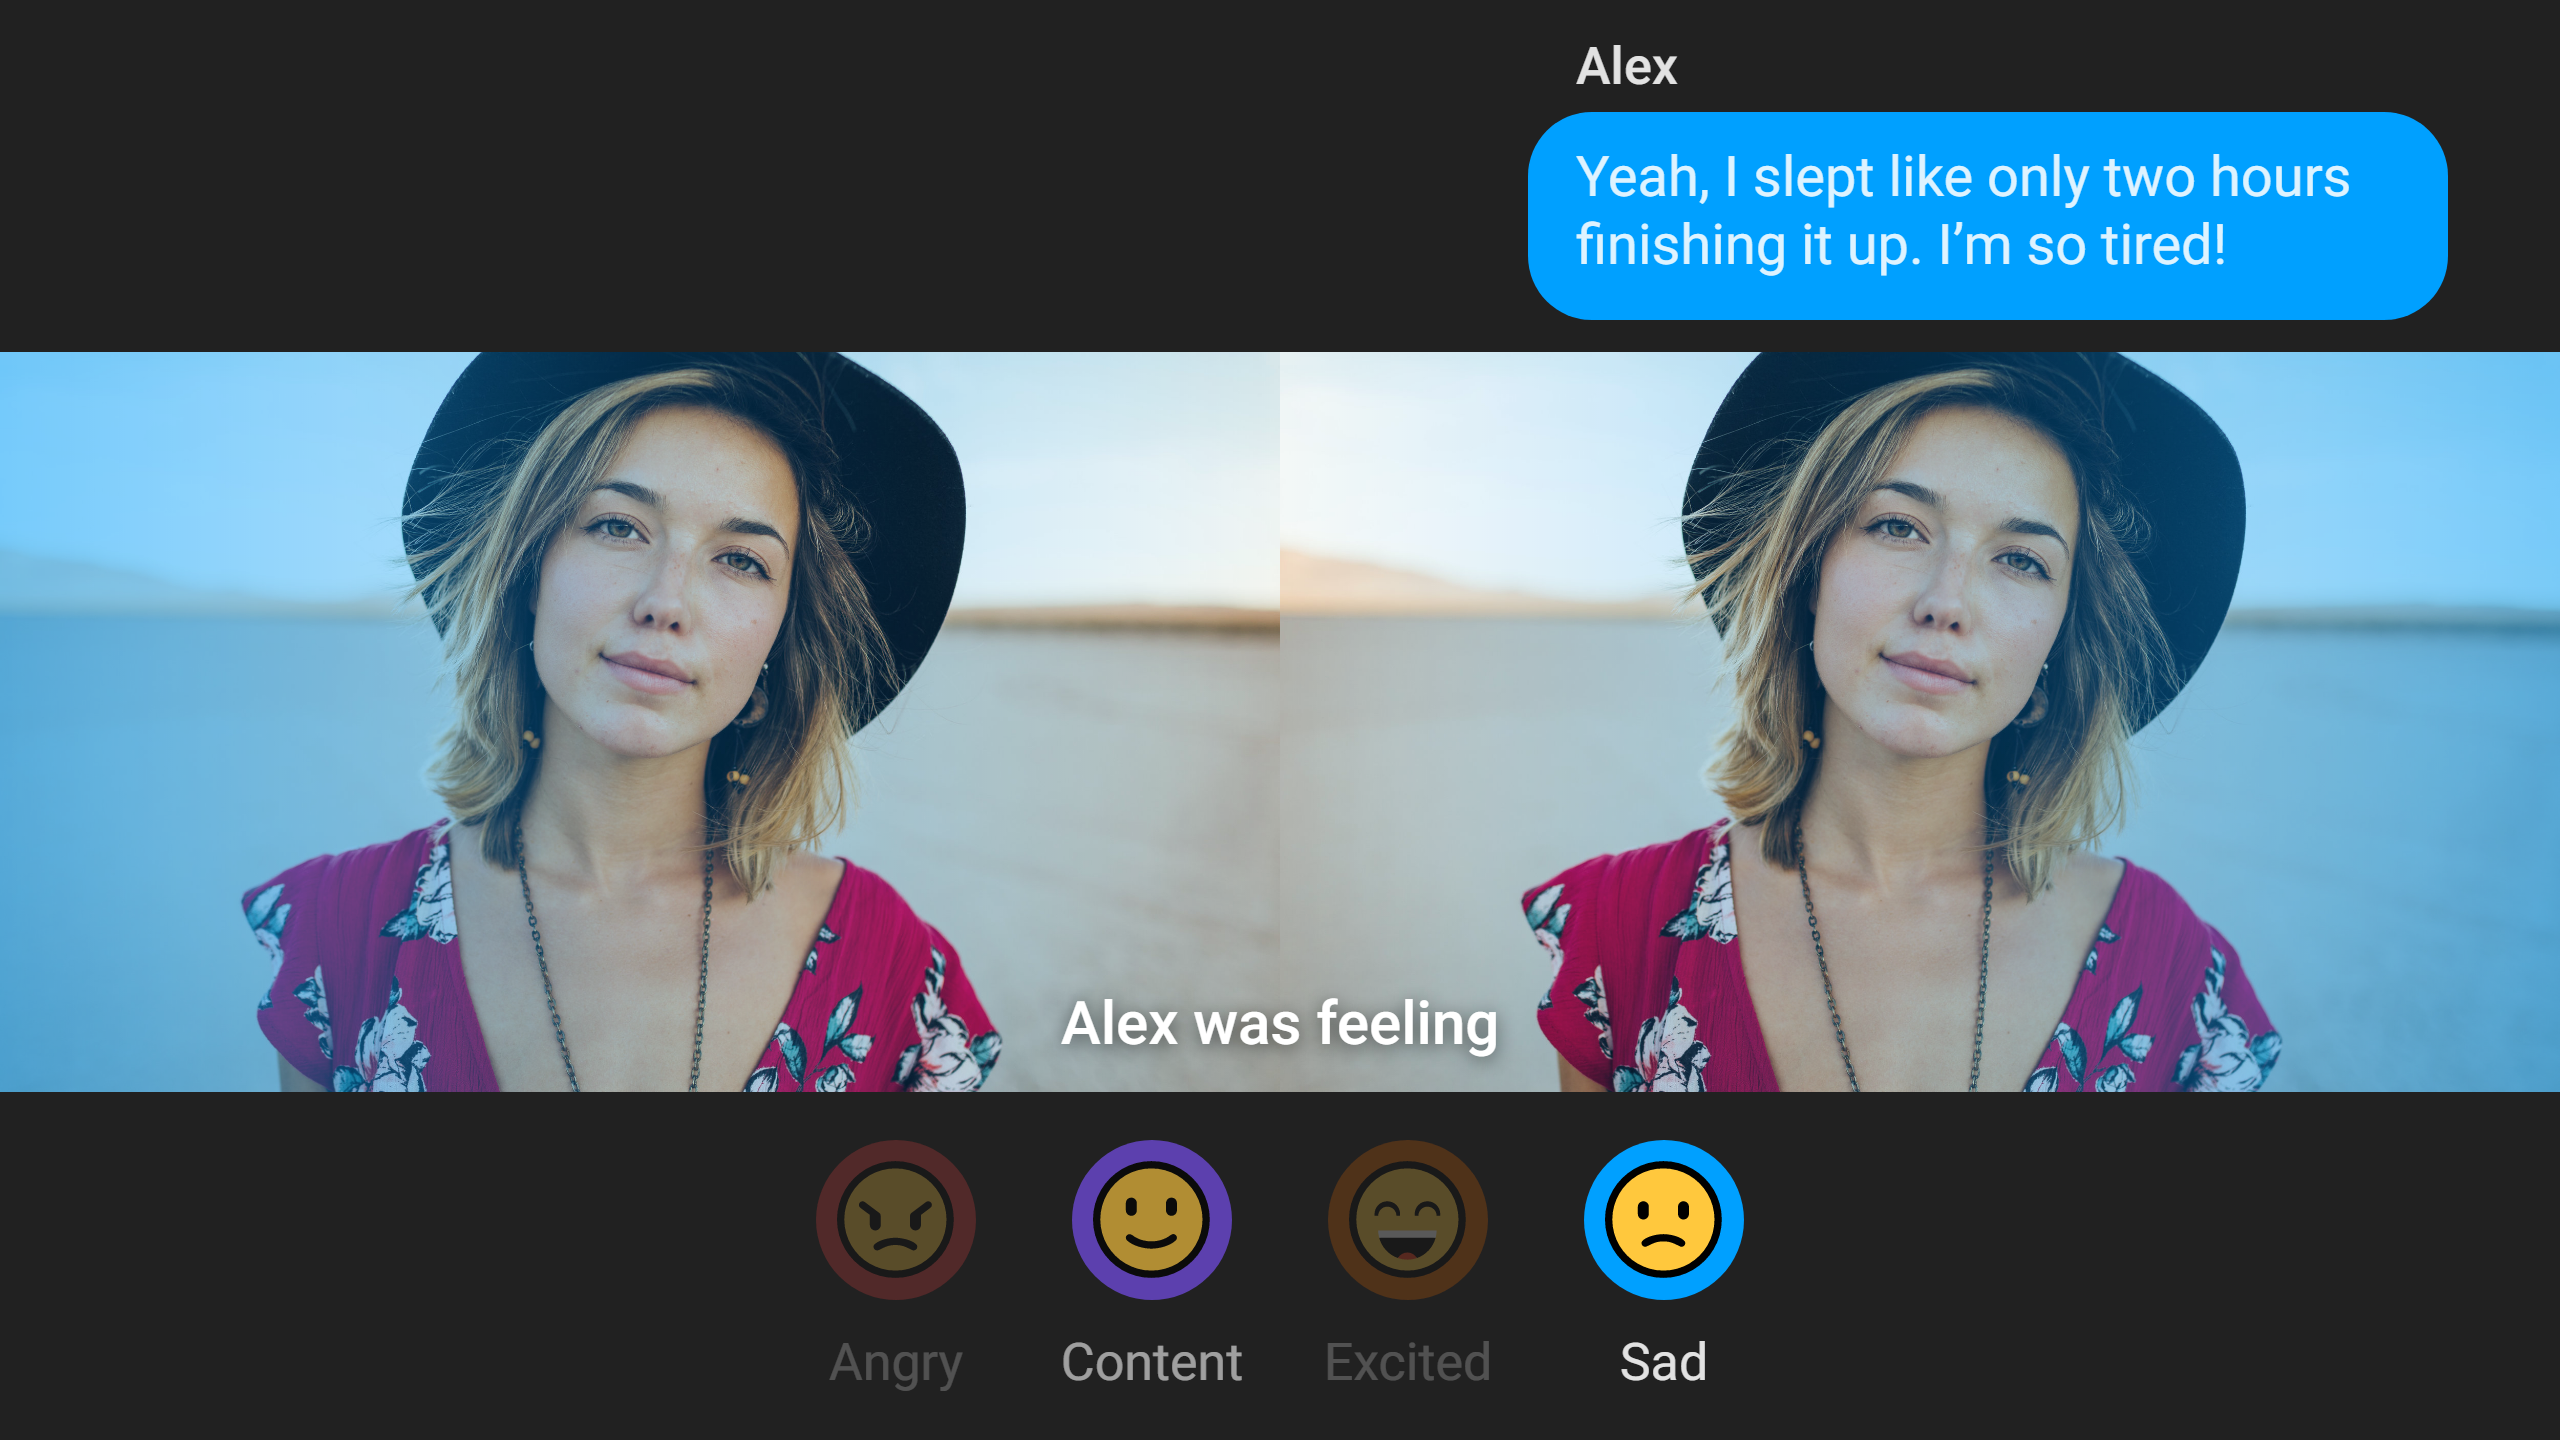 Alex
Yeah, I slept like only two hours
finishing it up. I’m so tired!
Alex was feeling
Angry
Content
Excited
Sad